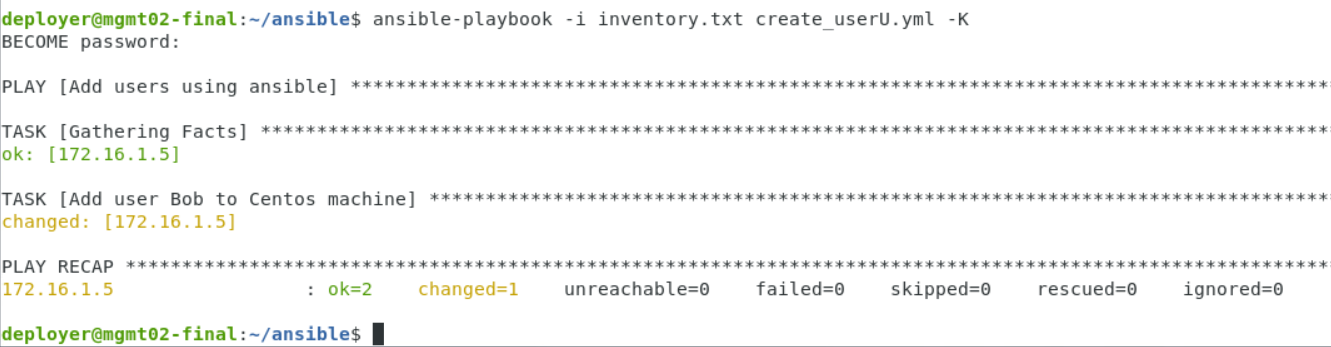 deployer@mgmt02-final:~/ansible$ ansible-playbook -i inventory.txt create_userU.yml -K
BECOME password:
PLAY [Add users using ansible] ***************************************************************************************
TASK [Gathering Facts] ***********************************************************************************************
ok: [172.16.1.5]
TASK [Add user Bob to Centos machine] ********************************************************************************
changed: [172.16.1.5]
PLAY RECAP ***********************************************************************************************************
172.16.1.5                 : ok=2    changed=1    unreachable=0    failed=0    skipped=0    rescued=0    ignored=0
deployer@mgmt02-final:~/ansible$